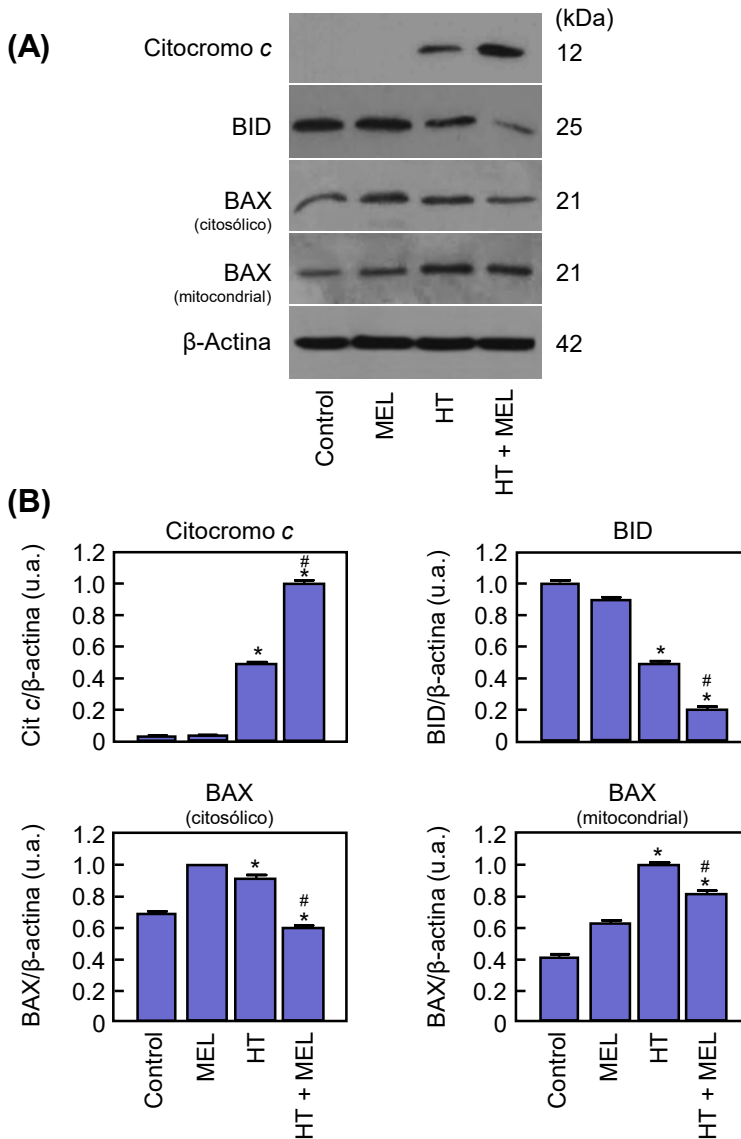 (A)
(kDa)
Citocromo c
12
BID
25
BAX
(citosólico)
21
BAX
(mitocondrial)
21
β-Actina
42
Control
MEL
HT
HT + MEL
(B)
Citocromo c
Cit c/β-actina (u.a.)
1.2
1.0
0.8
0.6
0.4
0.2
0
*
#
*
BID
BID/β-actina (u.a.)
1.2
1.0
0.8
0.6
0.4
0.2
0
*
#
*
BAX
(citosólico)
BAX/β-actina (u.a.)
1.2
1.0
0.8
0.6
0.4
0.2
0
*
#
*
Control
MEL
HT
HT + MEL
BAX
(mitocondrial)
BAX/β-actina (u.a.)
1.2
1.0
0.8
0.6
0.4
0.2
0
*
#
*
Control
MEL
HT
HT + MEL